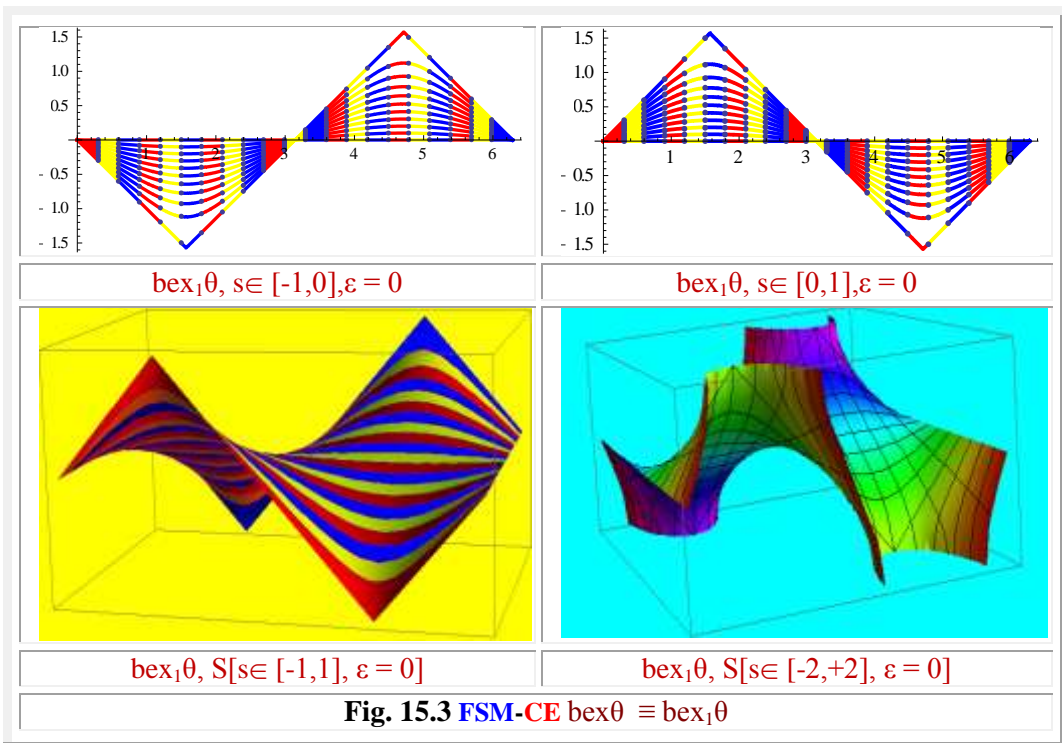 1.5
1.0
0.5
1 2 3 4 5 6
- 0.5
- 1.0
- 1.5
1.5
1.0
0.5
1 2 3 4 5 6
- 0.5
- 1.0
- 1.5
bex₁θ, s∈ [-1,0],ε = 0
bex₁θ, s∈ [0,1],ε = 0
bex₁θ, S[s∈ [-1,1], ε = 0]
bex₁θ, S[s∈ [-2,+2], ε = 0]
Fig. 15.3 FSM-CE bexθ ≡ bex₁θ